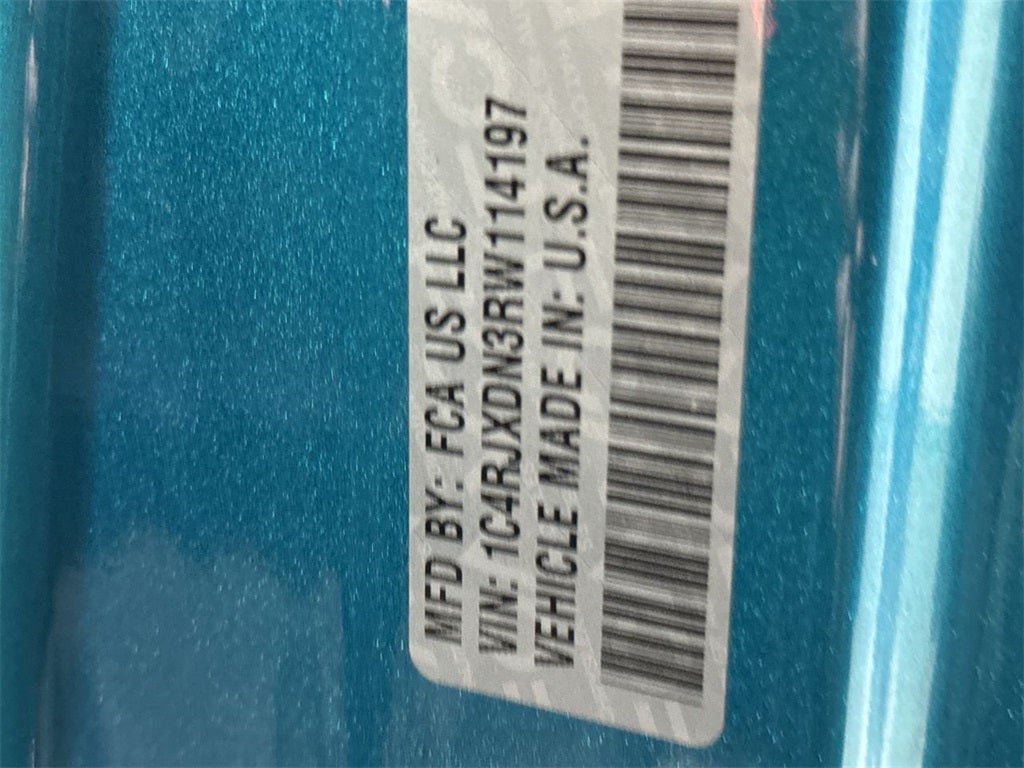 MFD BY: FCA US LLC
VIN: 1C4RJXDN3RW114197
VEHICLE MADE IN: U.S.A.